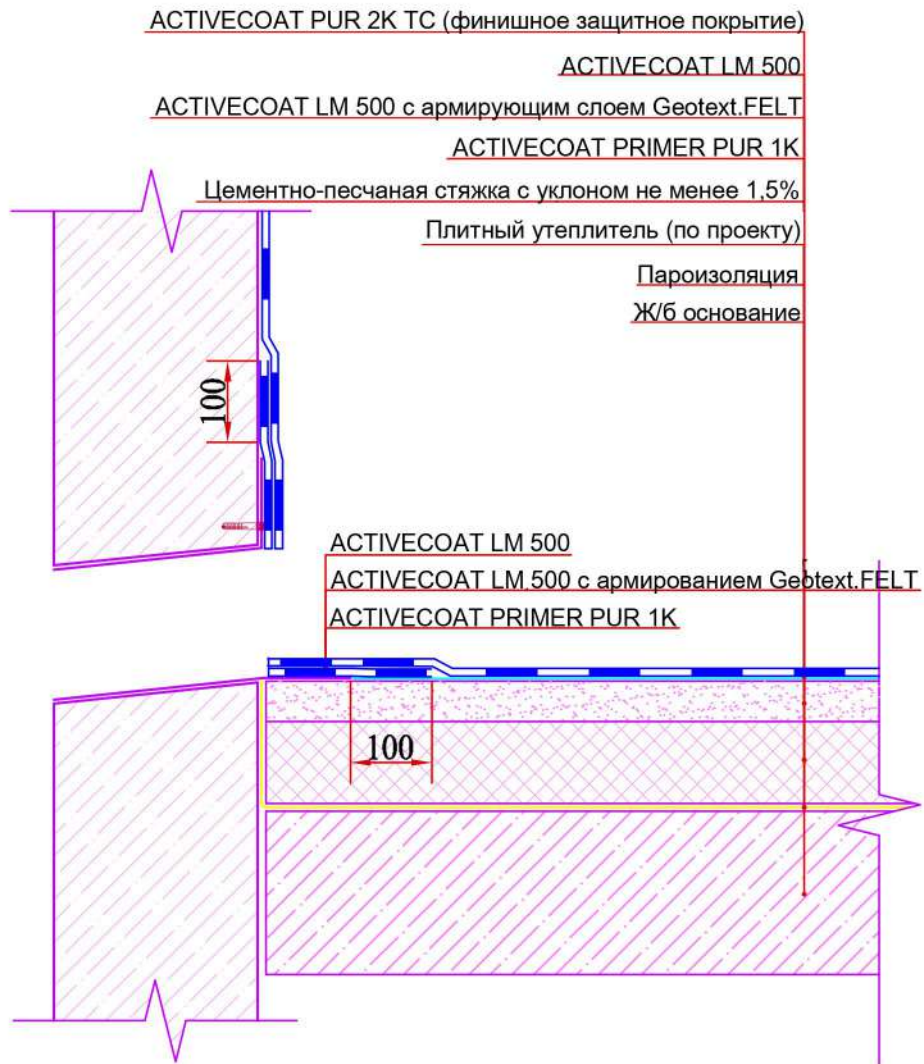 ACTIVECOAT PUR 2K TC (финишное защитное покрытие)
ACTIVECOAT LM 500
ACTIVECOAT LM 500 с армирующим слоем Geotext.FELT
ACTIVECOAT PRIMER PUR 1K
Цементно-песчаная стяжка с уклоном не менее 1,5%
Плитный утеплитель (по проекту)
Пароизоляция
Ж/б основание
100
ACTIVECOAT LM 500
ACTIVECOAT LM 500 с армированием Geotext.FELT
ACTIVECOAT PRIMER PUR 1K
100